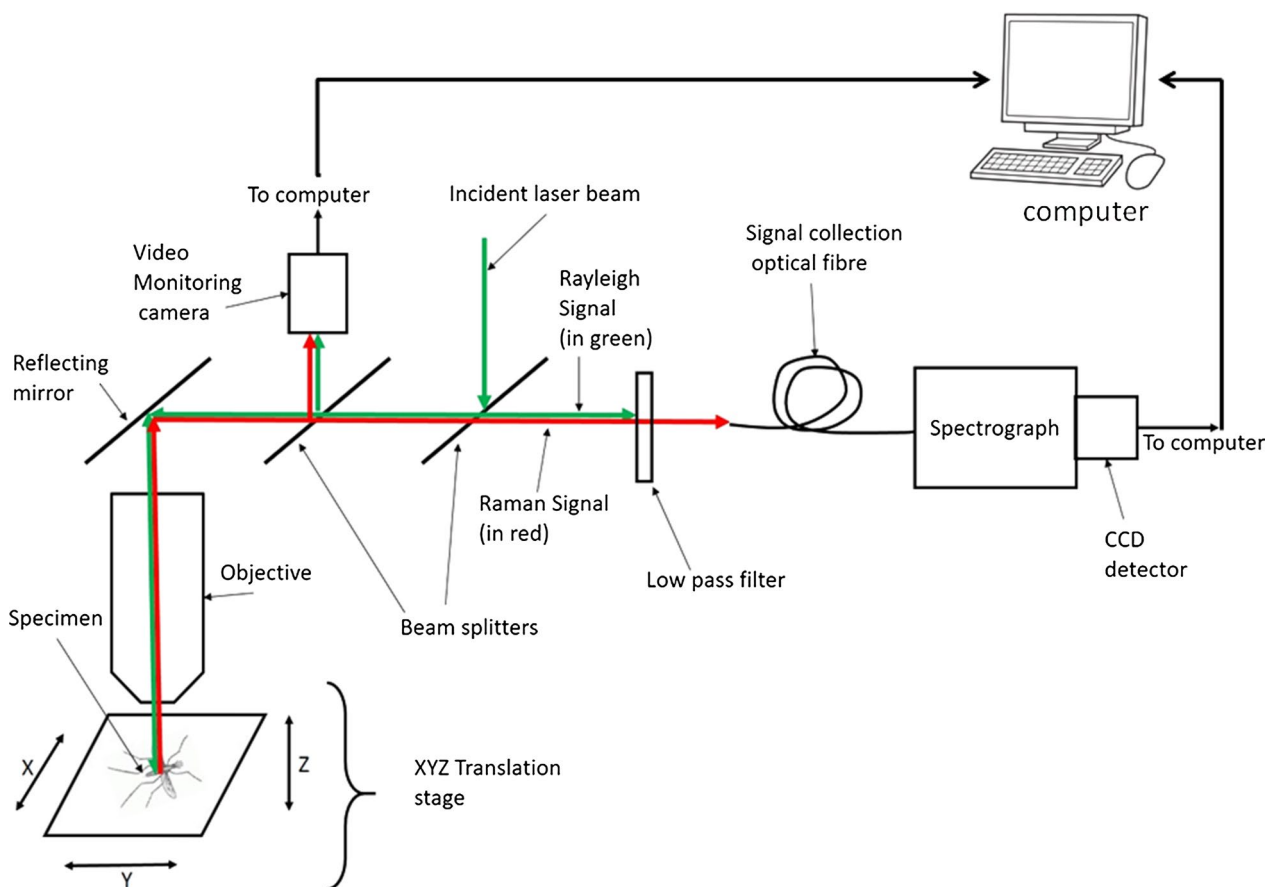 computer
To computer
Incident laser beam
Signal collection
optical fibre
Video
Monitoring
camera
Rayleigh
Signal
(in green)
Reflecting
mirror
Spectrograph
To computer
Raman Signal
(in red)
CCD
detector
Low pass filter
Objective
Specimen
Beam splitters
X
Z
Y
XYZ Translation
stage